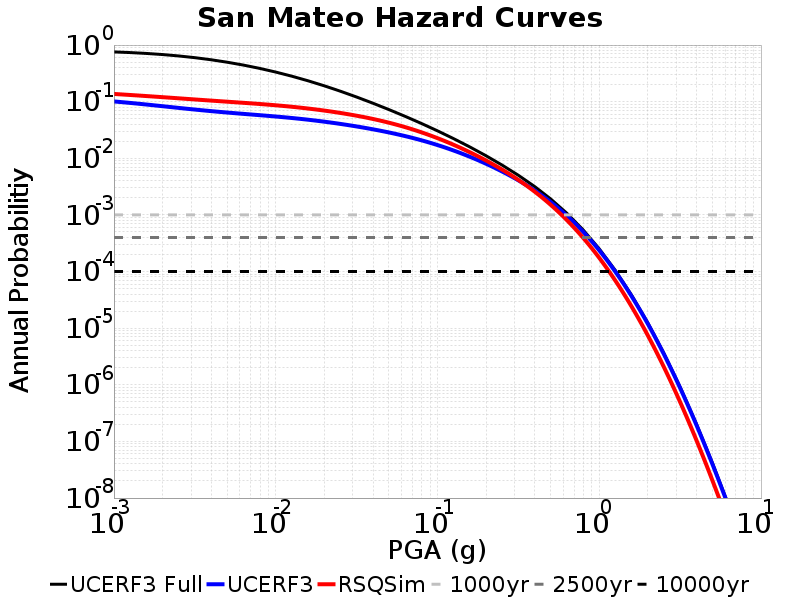 San Mateo Hazard Curves
Annual Probabilitiy
10^0
10^-1
10^-2
10^-3
10^-4
10^-5
10^-6
10^-7
10^-8
10^-3 10^-2 10^-1 10^0 10^1
PGA (g)
UCERF3 Full UCERF3 RSQSim 1000yr 2500yr 10000yr